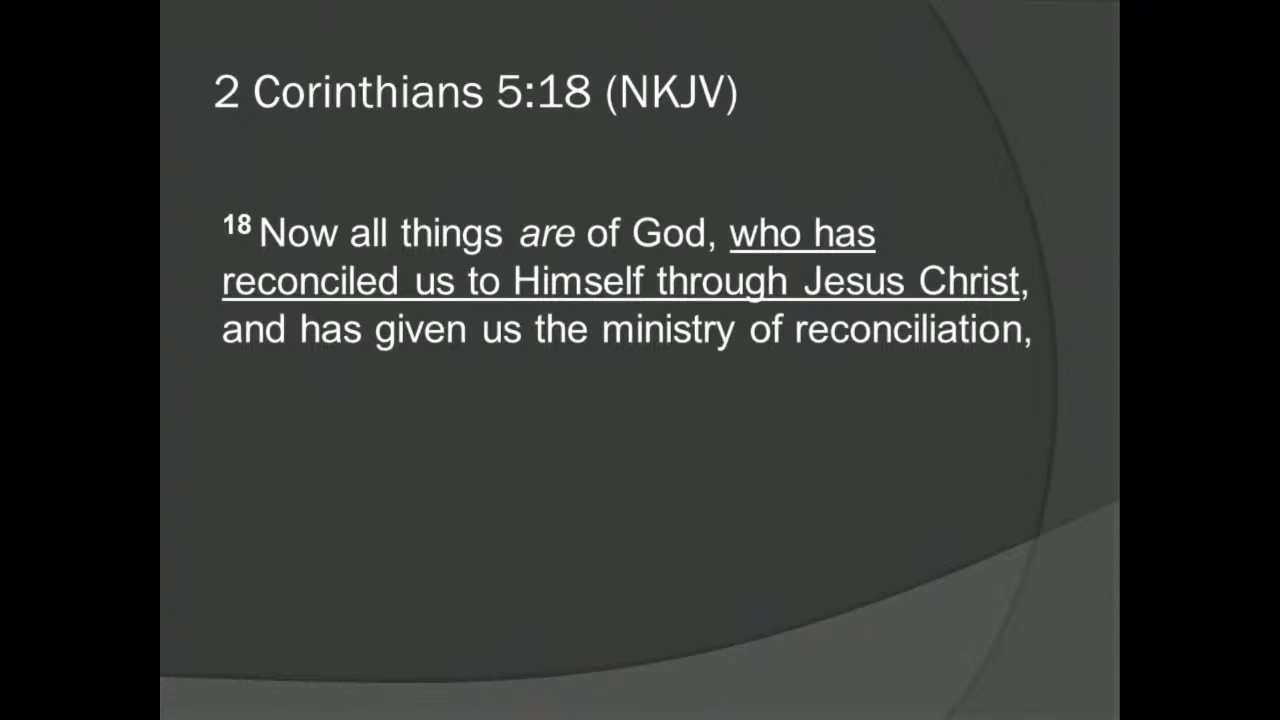 2 Corinthians 5:18 (NKJV)
18 Now all things are of God, who has
reconciled us to Himself through Jesus Christ,
and has given us the ministry of reconciliation,